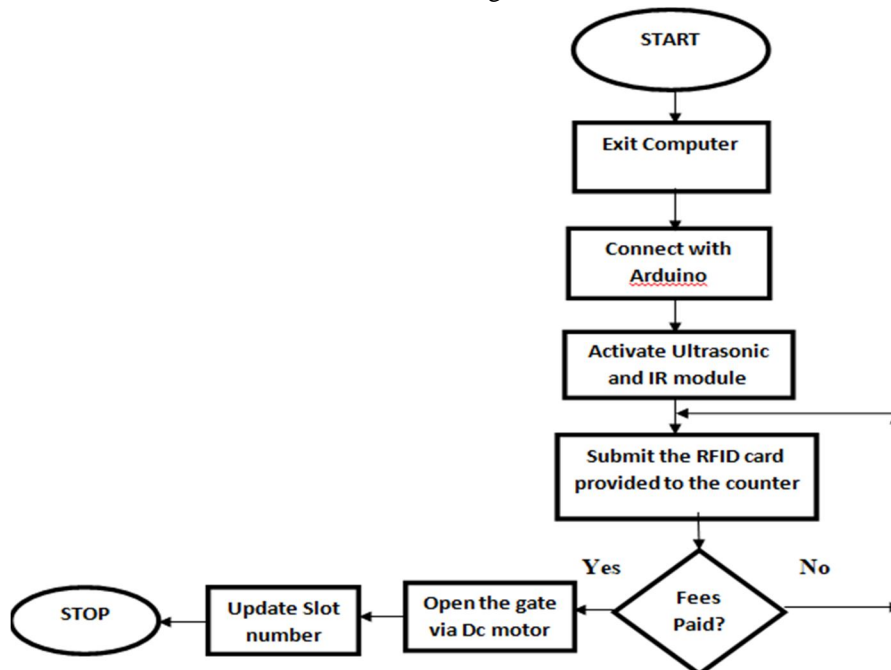 START
Exit Computer
Connect with
Arduino
Activate Ultrasonic
and IR module
Submit the RFID card
provided to the counter
Yes
No
Fees
Paid?
Open the gate
via Dc motor
Update Slot
number
STOP